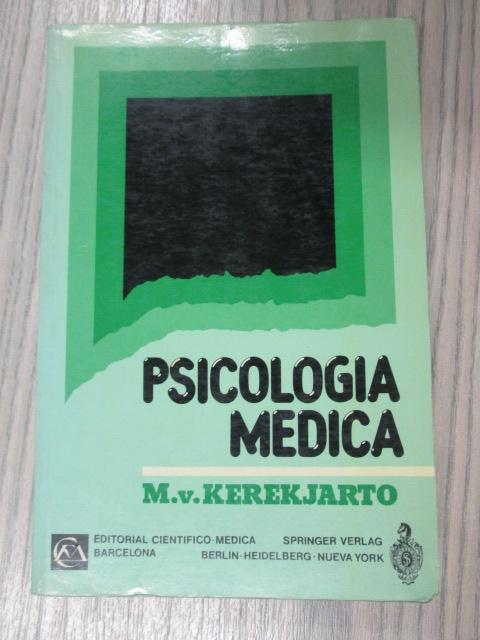 PSICOLOGIA
MEDICA
M.v.KEREKJARTO
EDITORIAL CIENTIFICO-MEDICA
BARCELONA
SPRINGER VERLAG
BERLIN-HEIDELBERG-NUEVA YORK